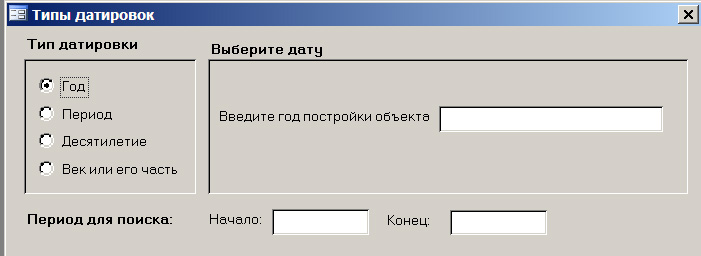 Типы датировок
Тип датировки
Выберите дату
Год
Период
Десятилетие
Век или его часть
Введите год постройки объекта
Период для поиска:
Начало:
Конец: